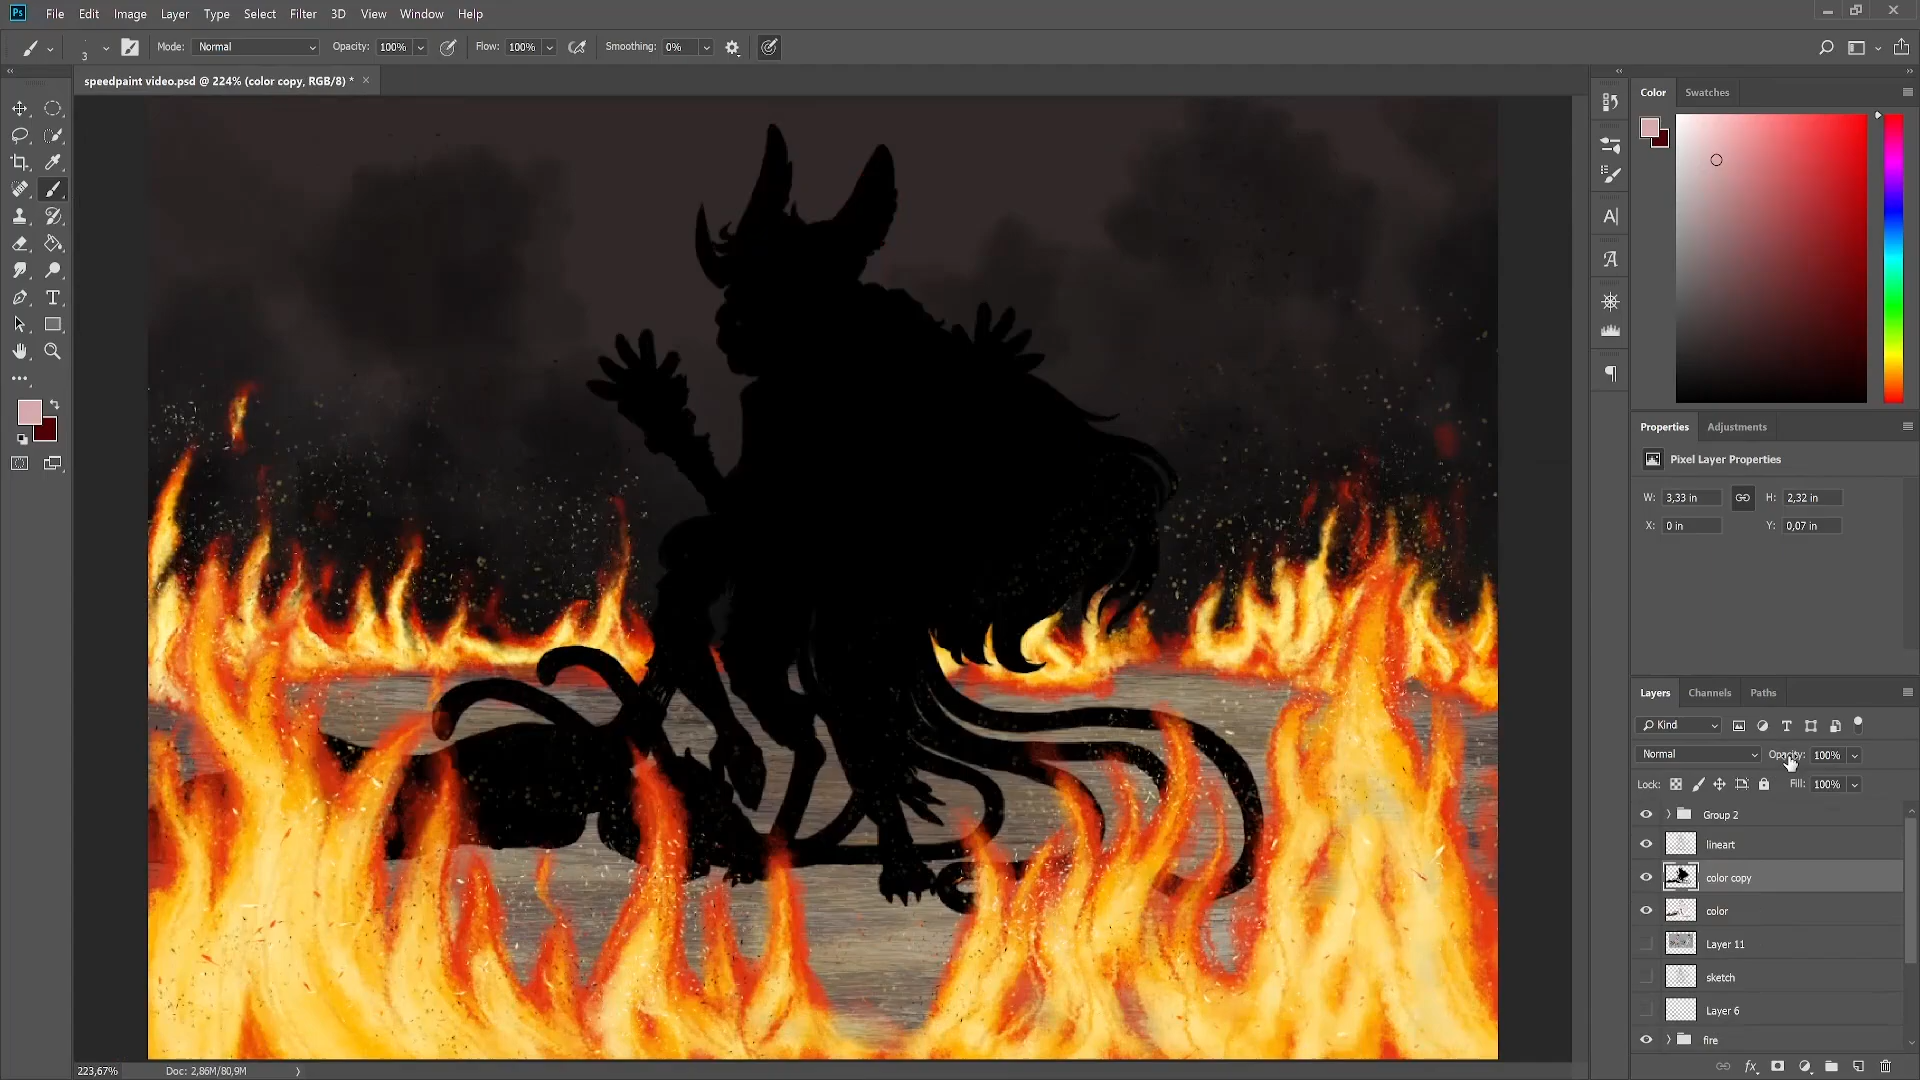 Ps File Edit Image Layer Type Select Filter 3D View Window Help
3 Mode: Normal Opacity: 100% Flow: 100% Smoothing: 0%
speedpaint video.psd @ 224% (color copy, RGB/8) *
Color Swatches
Properties Adjustments
Pixel Layer Properties
W: 3,33 in H: 2,32 in
X: 0 in Y: 0,07 in
Layers Channels Paths
Kind
Normal Opacity: 100%
Lock: Fill: 100%
Group 2
lineart
color copy
color
Layer 11
sketch
Layer 6
fire
223,67% Doc: 2,86M/80,9M